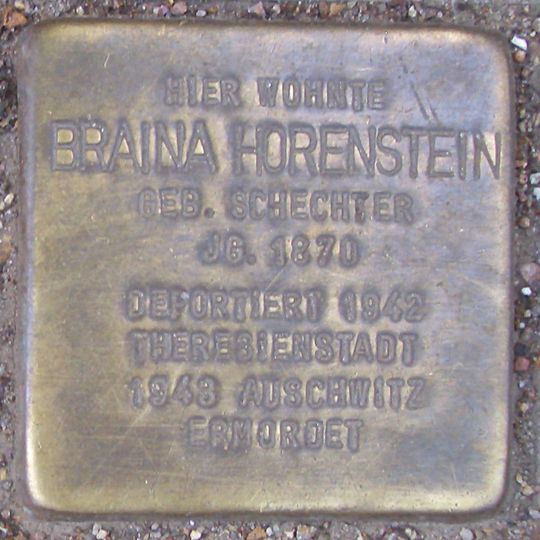 HIER WOHNTE
BRAINA HORENSTEIN
GEB. SCHECHTER
JG. 1870
DEPORTIERT 1942
THERESIENSTADT
1943 AUSCHWITZ
ERMORDET